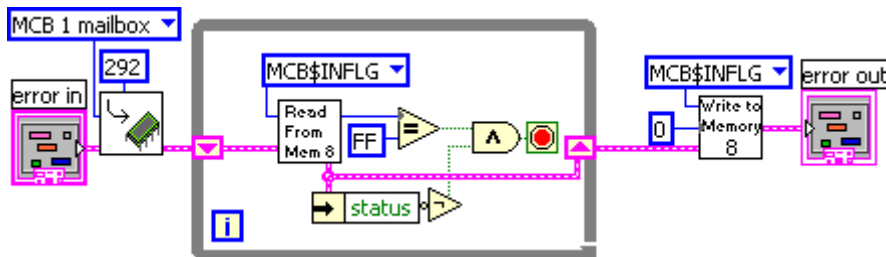 MCB 1 mailbox
292
error in
MCB$INFLG
Read
From
Mem 8
FF
=
status
i
MCB$INFLG
0
Write to
Memory
8
error out